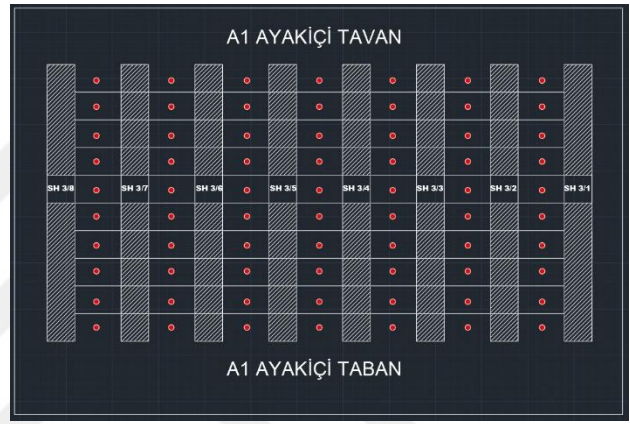 A1 AYAKİÇİ TAVAN
SH 3/8 SH 3/7 SH 3/6 SH 3/5 SH 3/4 SH 3/3 SH 3/2 SH 3/1
A1 AYAKİÇİ TABAN